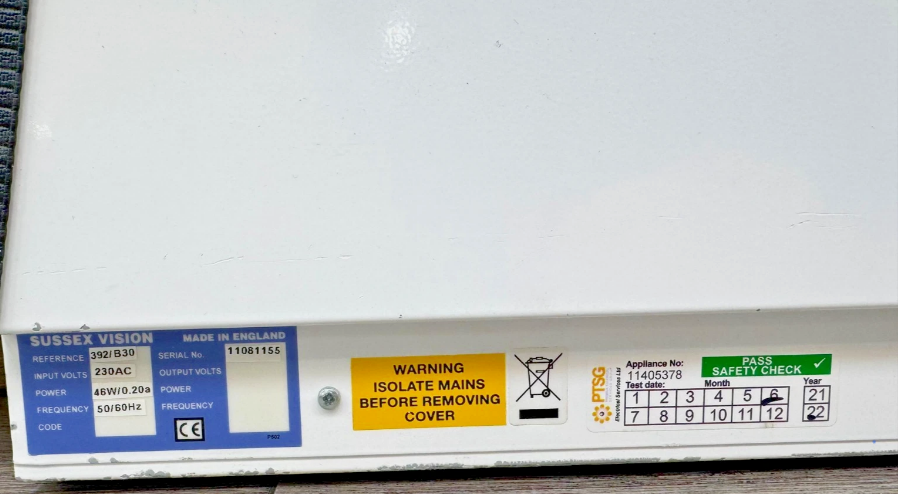 SUSSEX VISION MADE IN ENGLAND
REFERENCE 392/B30 SERIAL No. 11081155
INPUT VOLTS 230AC OUTPUT VOLTS
POWER 46W/0.20a POWER
FREQUENCY 50/60Hz FREQUENCY
CODE CE
WARNING
ISOLATE MAINS
BEFORE REMOVING
COVER
PTSG
Electrical Services Ltd
Appliance No:
11405378
PASS
SAFETY CHECK ✓
Test date: Month Year
1 2 3 4 5 6 21
7 8 9 10 11 12 22